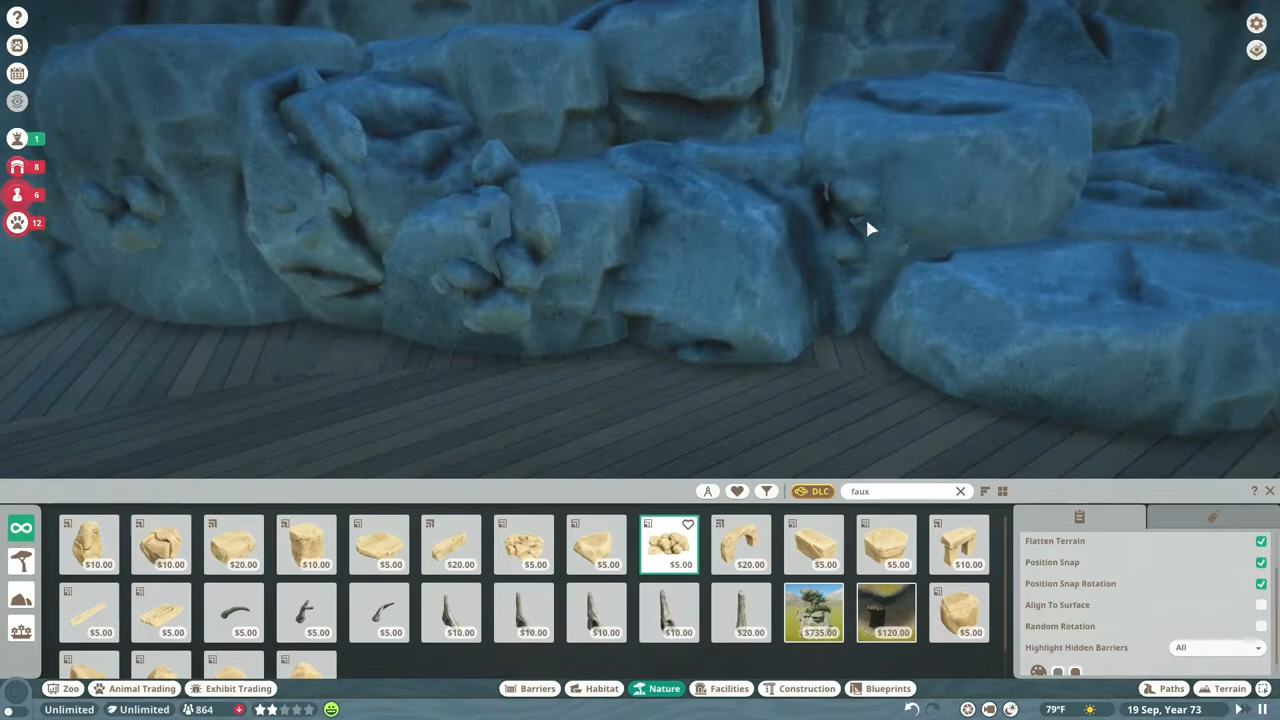 ?
1
8
6
12
DLC
faux
?
$10.00
$10.00
$20.00
$10.00
$5.00
$20.00
$5.00
$5.00
$5.00
$20.00
$5.00
$5.00
$10.00
$5.00
$5.00
$5.00
$5.00
$5.00
$10.00
$10.00
$10.00
$10.00
$20.00
$735.00
$120.00
$5.00
Flatten Terrain
Position Snap
Position Snap Rotation
Align To Surface
Random Rotation
Highlight Hidden Barriers
All
Zoo
Animal Trading
Exhibit Trading
Barriers
Habitat
Nature
Facilities
Construction
Blueprints
Paths
Terrain
Unlimited
Unlimited
864
79°F
19 Sep, Year 73